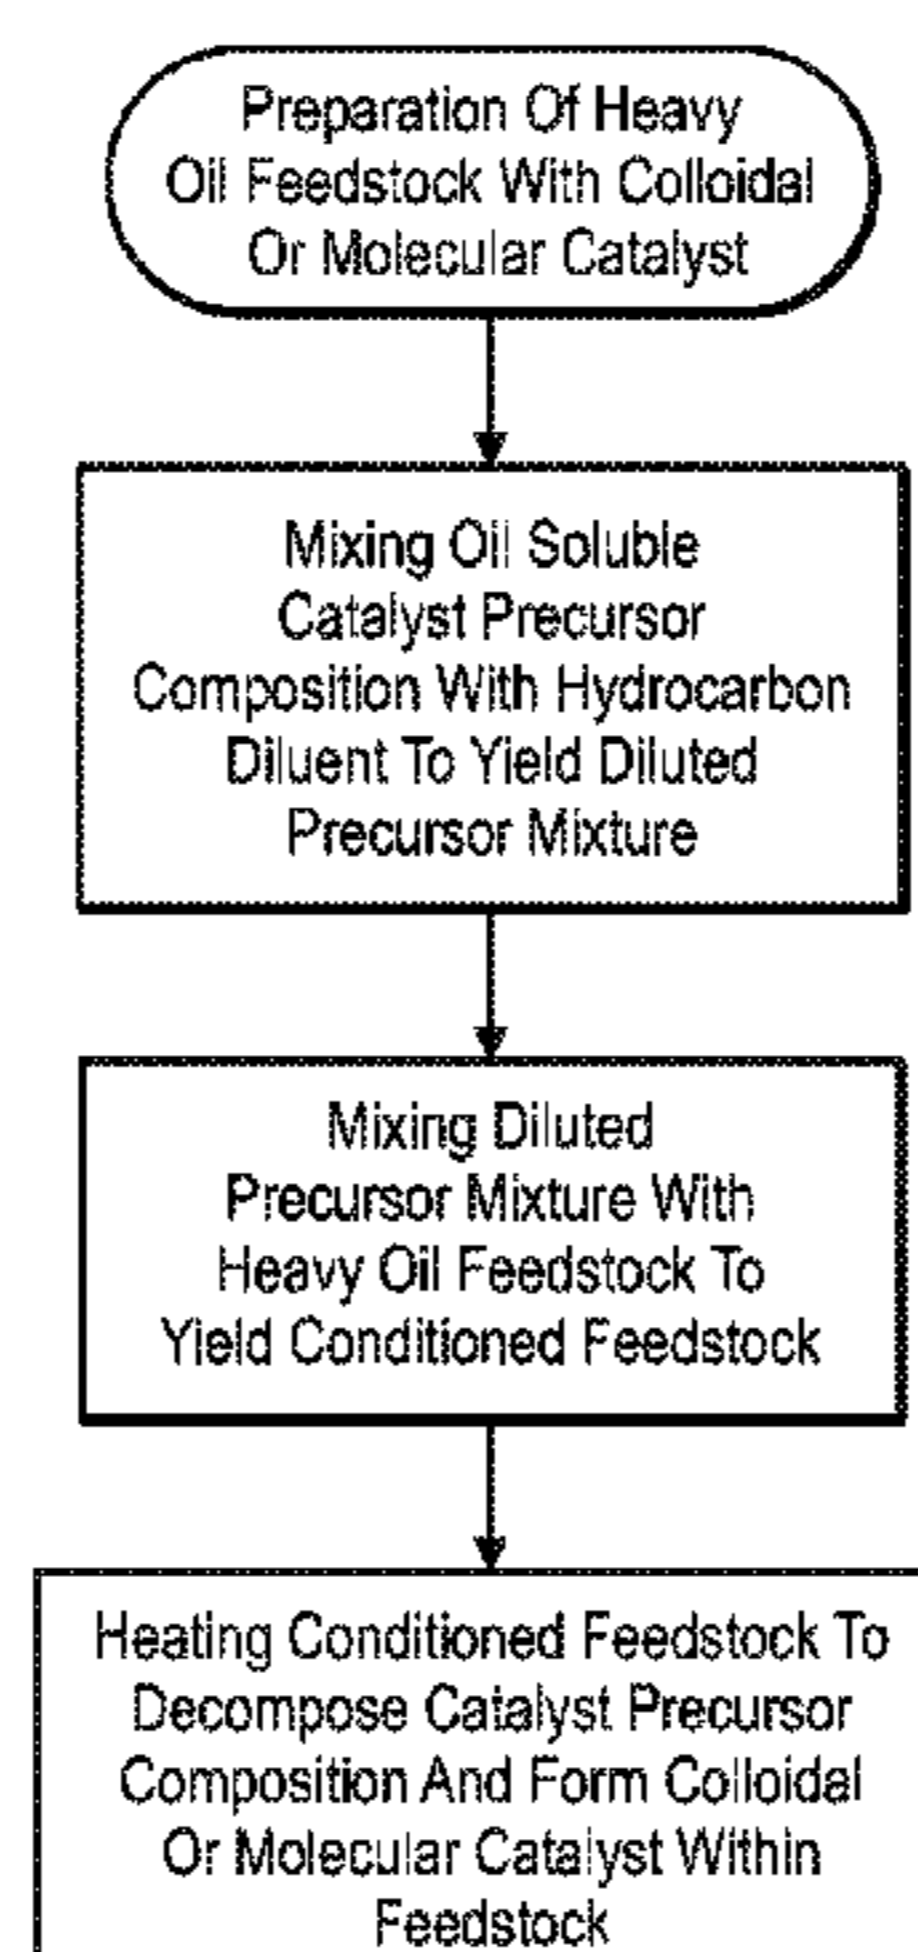 Preparation Of Heavy
Oil Feedstock With Colloidal
Or Molecular Catalyst
Mixing Oil Soluble
Catalyst Precursor
Composition With Hydrocarbon
Diluent To Yield Diluted
Precursor Mixture
Mixing Diluted
Precursor Mixture With
Heavy Oil Feedstock To
Yield Conditioned Feedstock
Heating Conditioned Feedstock To
Decompose Catalyst Precursor
Composition And Form Colloidal
Or Molecular Catalyst Within
Feedstock